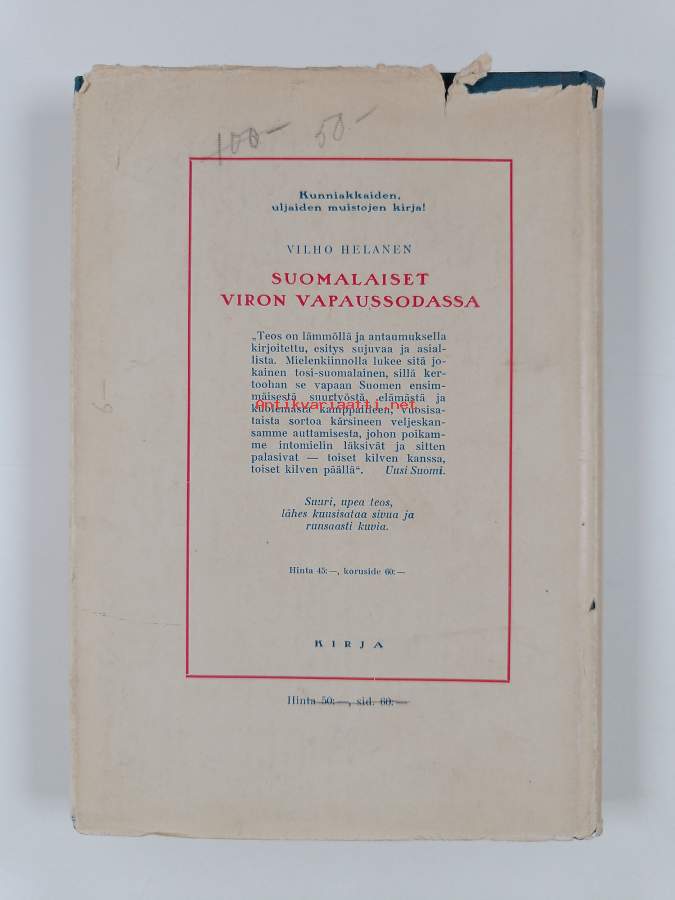 100- 50-
Kunniakkaiden,
uljaiden muistojen kirja!
VILHO HELANEN
SUOMALAISET
VIRON VAPAUSSODASSA
„Teos on lämmöllä ja antaumuksella
kirjoitettu, esitys sujuvaa ja asial-
lista. Mielenkiinnolla lukee sitä jo-
kainen tosi-suomalainen, sillä ker-
toohan se vapaan Suomen ensim-
mäisestä suurtyöstä, elämästä ja
antikvariaatti.net
kuolemasta kamppailleen, vuosisa-
taista sortoa kärsineen veljeskan-
samme auttamisesta, johon poikam-
me intomielin läksivät ja sitten
palasivat — toiset kilven kanssa,
toiset kilven päällä“. Uusi Suomi.
Suuri, upea teos,
lähes kuusisataa sivua ja
runsaasti kuvia.
Hinta 45:—, koruside 60:—
KIRJA
Hinta 50:—, sid. 60:—